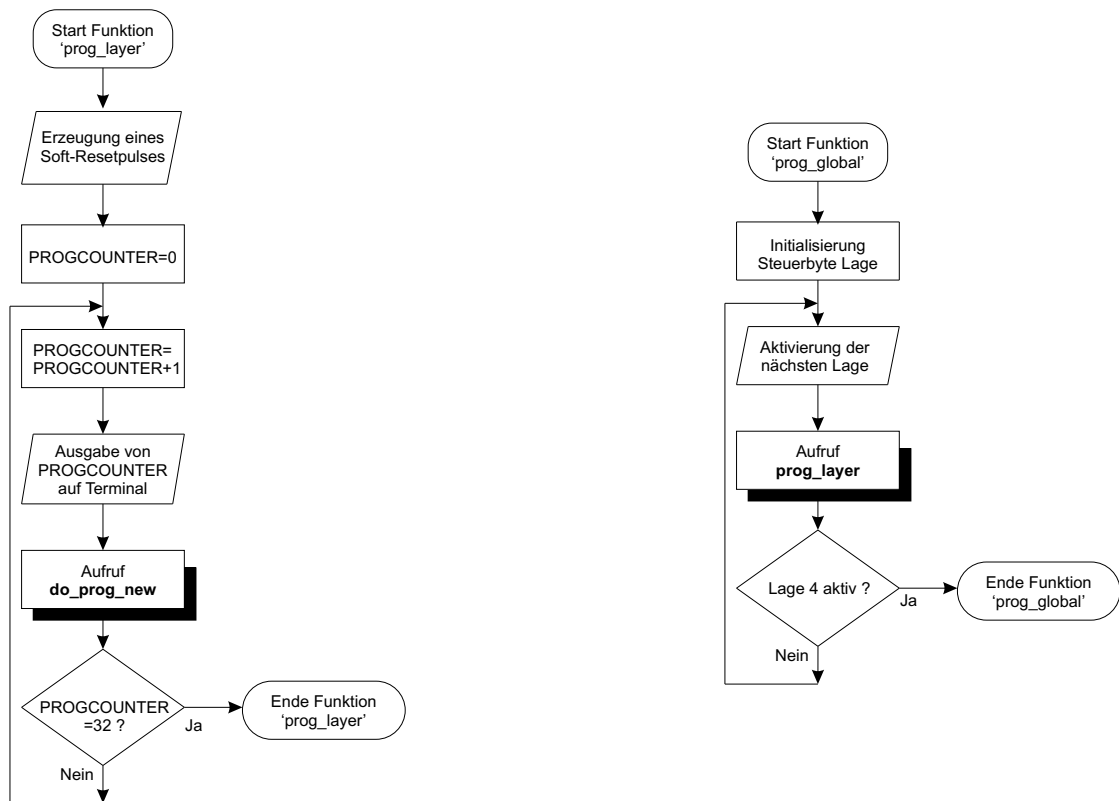 Start Funktion
‘prog_layer’
Erzeugung eines
Soft-Resetpulses
PROGCOUNTER=0
PROGCOUNTER=
PROGCOUNTER+1
Ausgabe von
PROGCOUNTER
auf Terminal
Aufruf
do_prog_new
PROGCOUNTER
=32 ?
Ja
Nein
Ende Funktion
‘prog_layer’
Start Funktion
‘prog_global’
Initialisierung
Steuerbyte Lage
Aktivierung der
nächsten Lage
Aufruf
prog_layer
Lage 4 aktiv ?
Ja
Nein
Ende Funktion
‘prog_global’